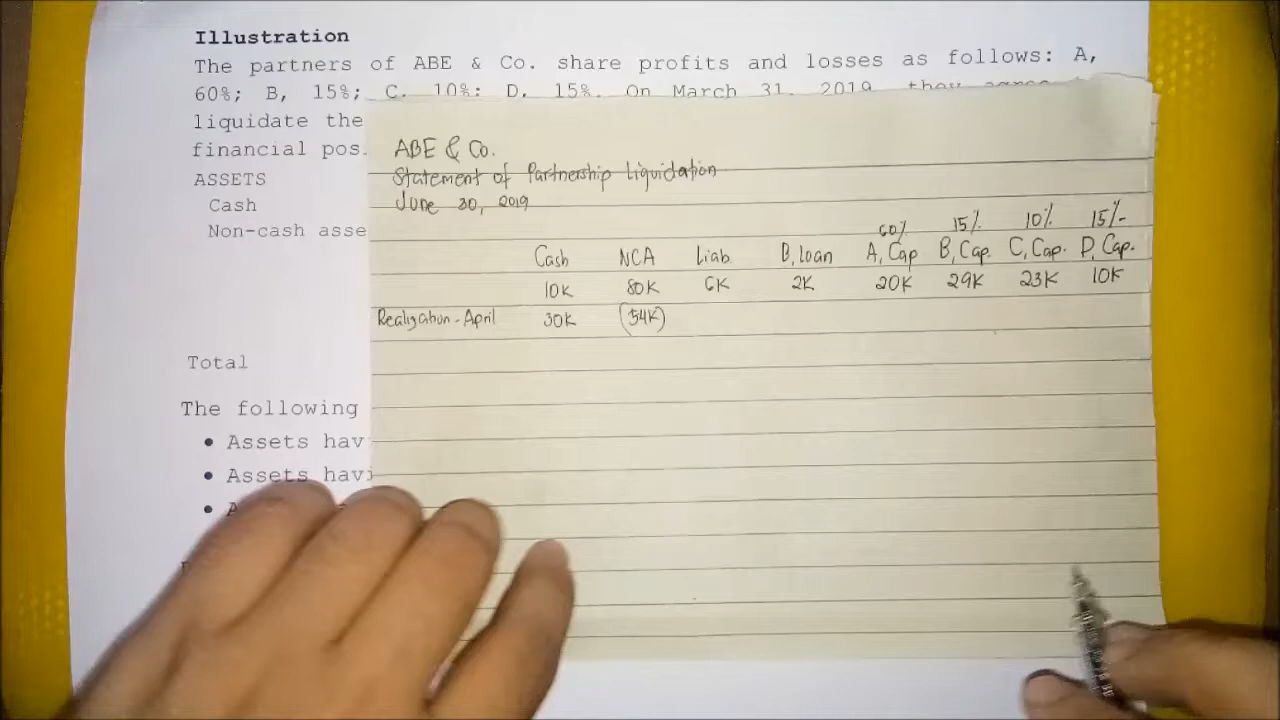 Illustration
The partners of ABE & Co. share profits and losses as follows: A,
60%; B, 15%; C, 10%; D, 15%. On March 31, 2019, they agree
liquidate the
financial pos
ABE & Co.
ASSETS
Statement of Partnership Liquidation
Cash
June 30, 2019
Non-cash asse
60% 15% 10% 15%
Cash NCA Liab. B, Loan A, Cap B, Cap. C, Cap. D, Cap.
10K 80K 6K 2K 20K 29K 23K 10K
Realization - April 30K (54K)
Total
The following
• Assets hav
• Assets havi
• A